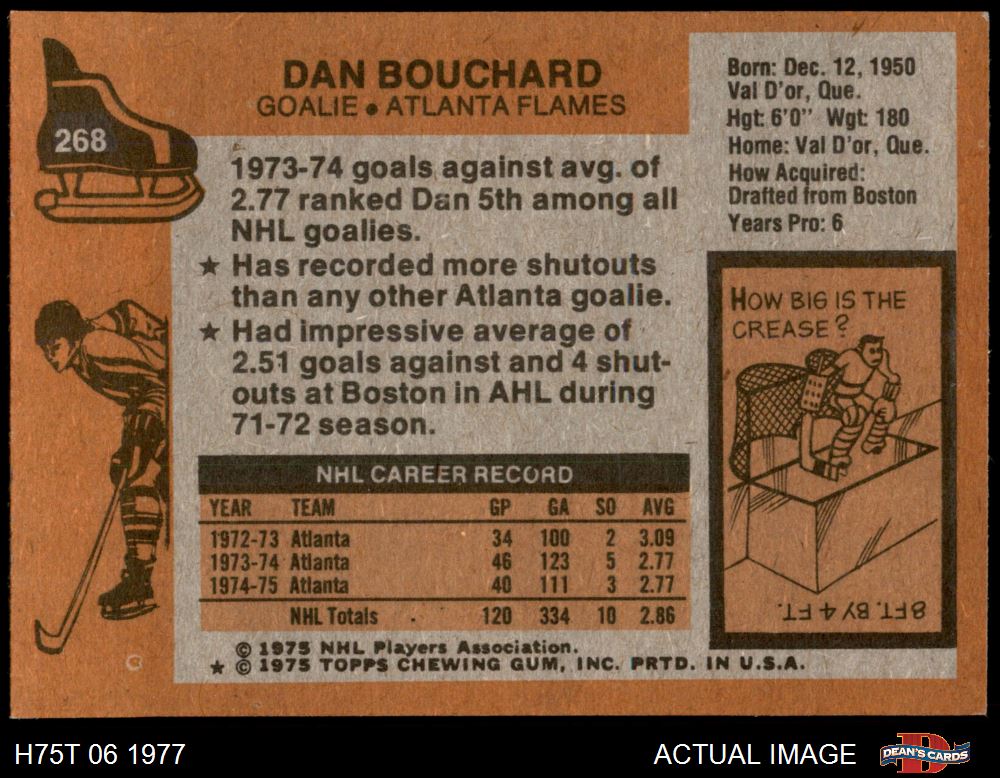 268
DAN BOUCHARD
GOALIE • ATLANTA FLAMES
Born: Dec. 12, 1950
Val D'or, Que.
Hgt: 6'0" Wgt: 180
Home: Val D'or, Que.
How Acquired:
Drafted from Boston
Years Pro: 6
1973-74 goals against avg. of
2.77 ranked Dan 5th among all
NHL goalies.
★ Has recorded more shutouts
than any other Atlanta goalie.
★ Had impressive average of
2.51 goals against and 4 shut-
outs at Boston in AHL during
71-72 season.
HOW BIG IS THE
CREASE?
8 FT. BY 4 FT.
NHL CAREER RECORD
YEAR TEAM GP GA SO AVG
1972-73 Atlanta 34 100 2 3.09
1973-74 Atlanta 46 123 5 2.77
1974-75 Atlanta 40 111 3 2.77
NHL Totals 120 334 10 2.86
© 1975 NHL Players Association.
★ © 1975 TOPPS CHEWING GUM, INC. PRTD. IN U.S.A.
H75T 06 1977
ACTUAL IMAGE
D
DEAN'S CARDS